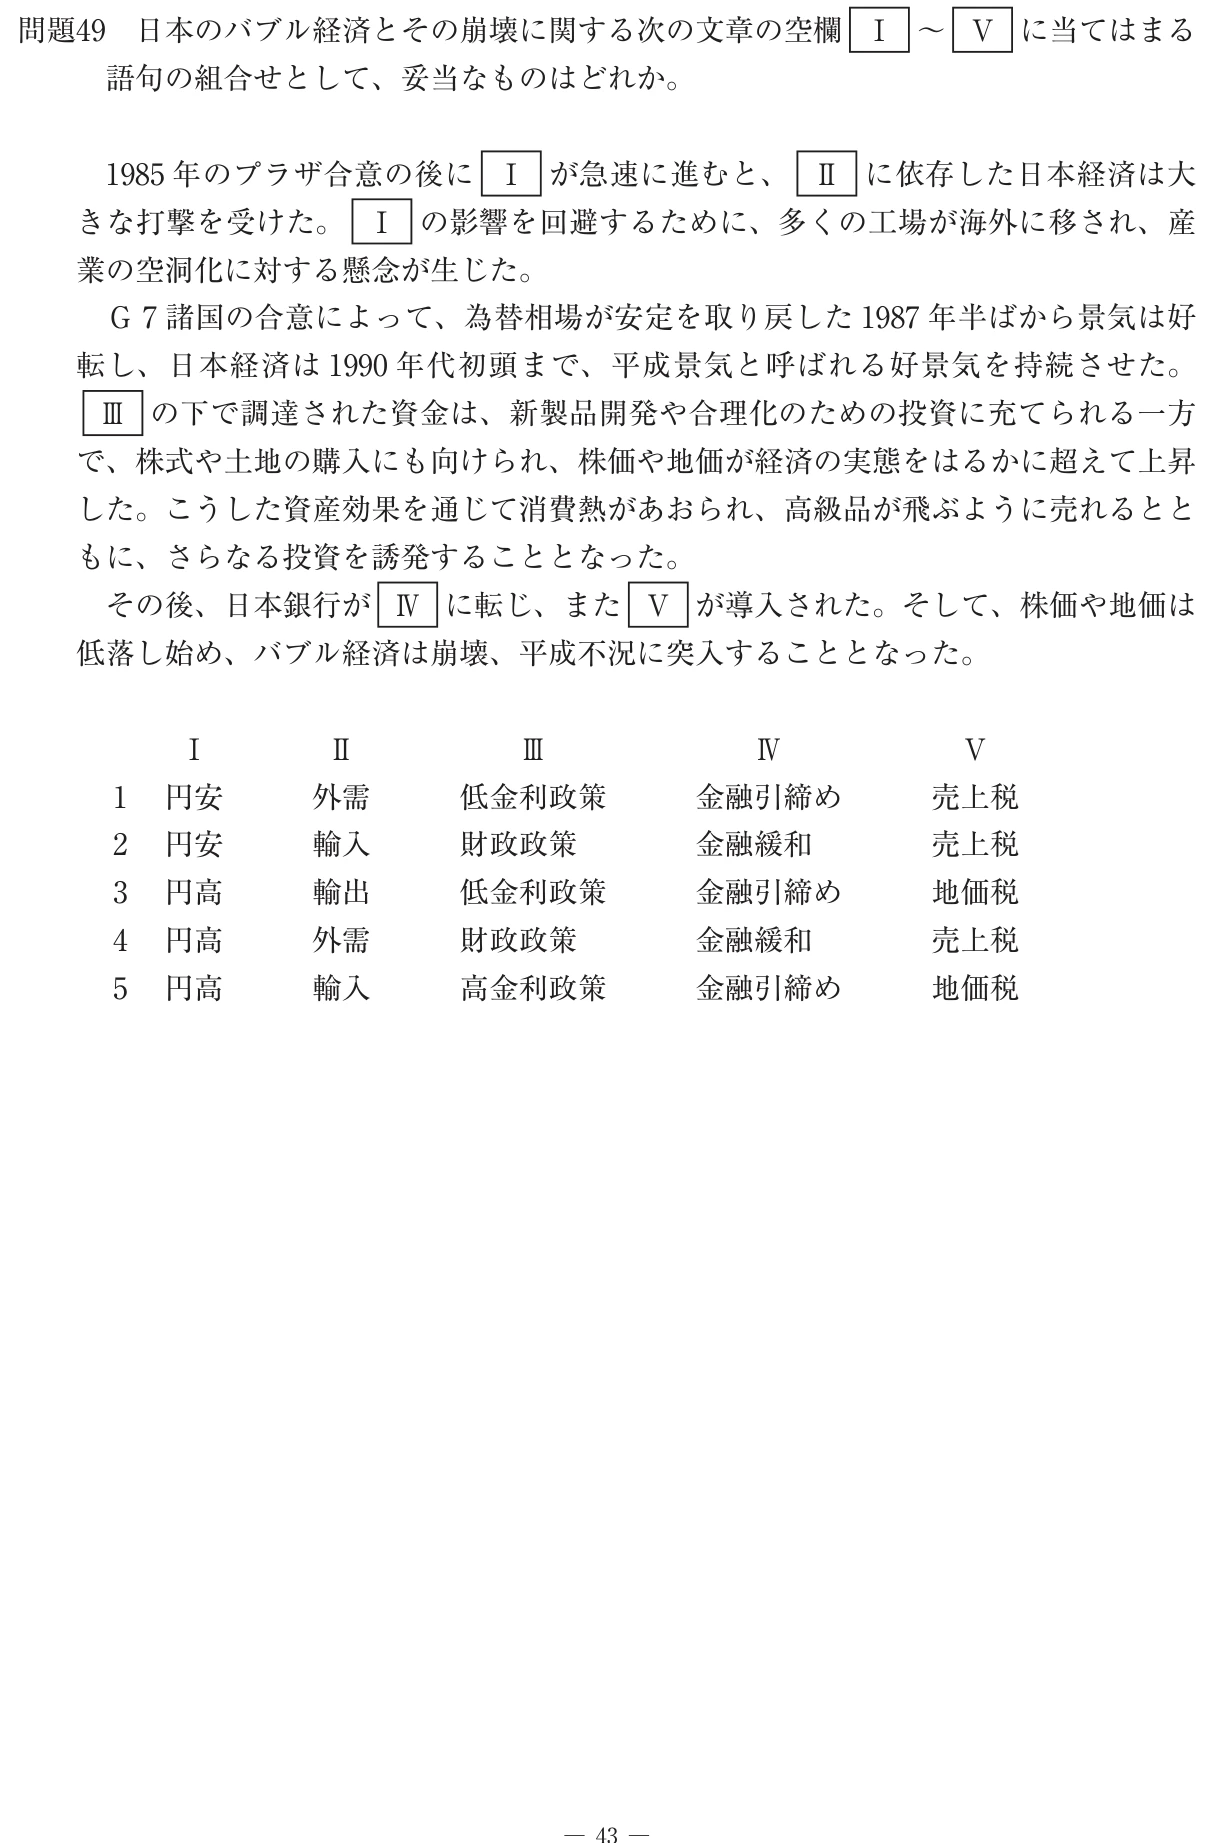 問題49　日本のバブル経済とその崩壊に関する次の文章の空欄 Ⅰ ～ Ⅴ に当てはまる
語句の組合せとして、妥当なものはどれか。
1985年のプラザ合意の後に Ⅰ が急速に進むと、 Ⅱ に依存した日本経済は大
きな打撃を受けた。 Ⅰ の影響を回避するために、多くの工場が海外に移され、産
業の空洞化に対する懸念が生じた。
Ｇ７諸国の合意によって、為替相場が安定を取り戻した1987年半ばから景気は好
転し、日本経済は1990年代初頭まで、平成景気と呼ばれる好景気を持続させた。
Ⅲ の下で調達された資金は、新製品開発や合理化のための投資に充てられる一方
で、株式や土地の購入にも向けられ、株価や地価が経済の実態をはるかに超えて上昇
した。こうした資産効果を通じて消費熱があおられ、高級品が飛ぶように売れるとと
もに、さらなる投資を誘発することとなった。
その後、日本銀行が Ⅳ に転じ、また Ⅴ が導入された。そして、株価や地価は
低落し始め、バブル経済は崩壊、平成不況に突入することとなった。
Ⅰ　Ⅱ　Ⅲ　Ⅳ　Ⅴ
1　円安　外需　低金利政策　金融引締め　売上税
2　円安　輸入　財政政策　金融緩和　売上税
3　円高　輸出　低金利政策　金融引締め　地価税
4　円高　外需　財政政策　金融緩和　売上税
5　円高　輸入　高金利政策　金融引締め　地価税
― 43 ―